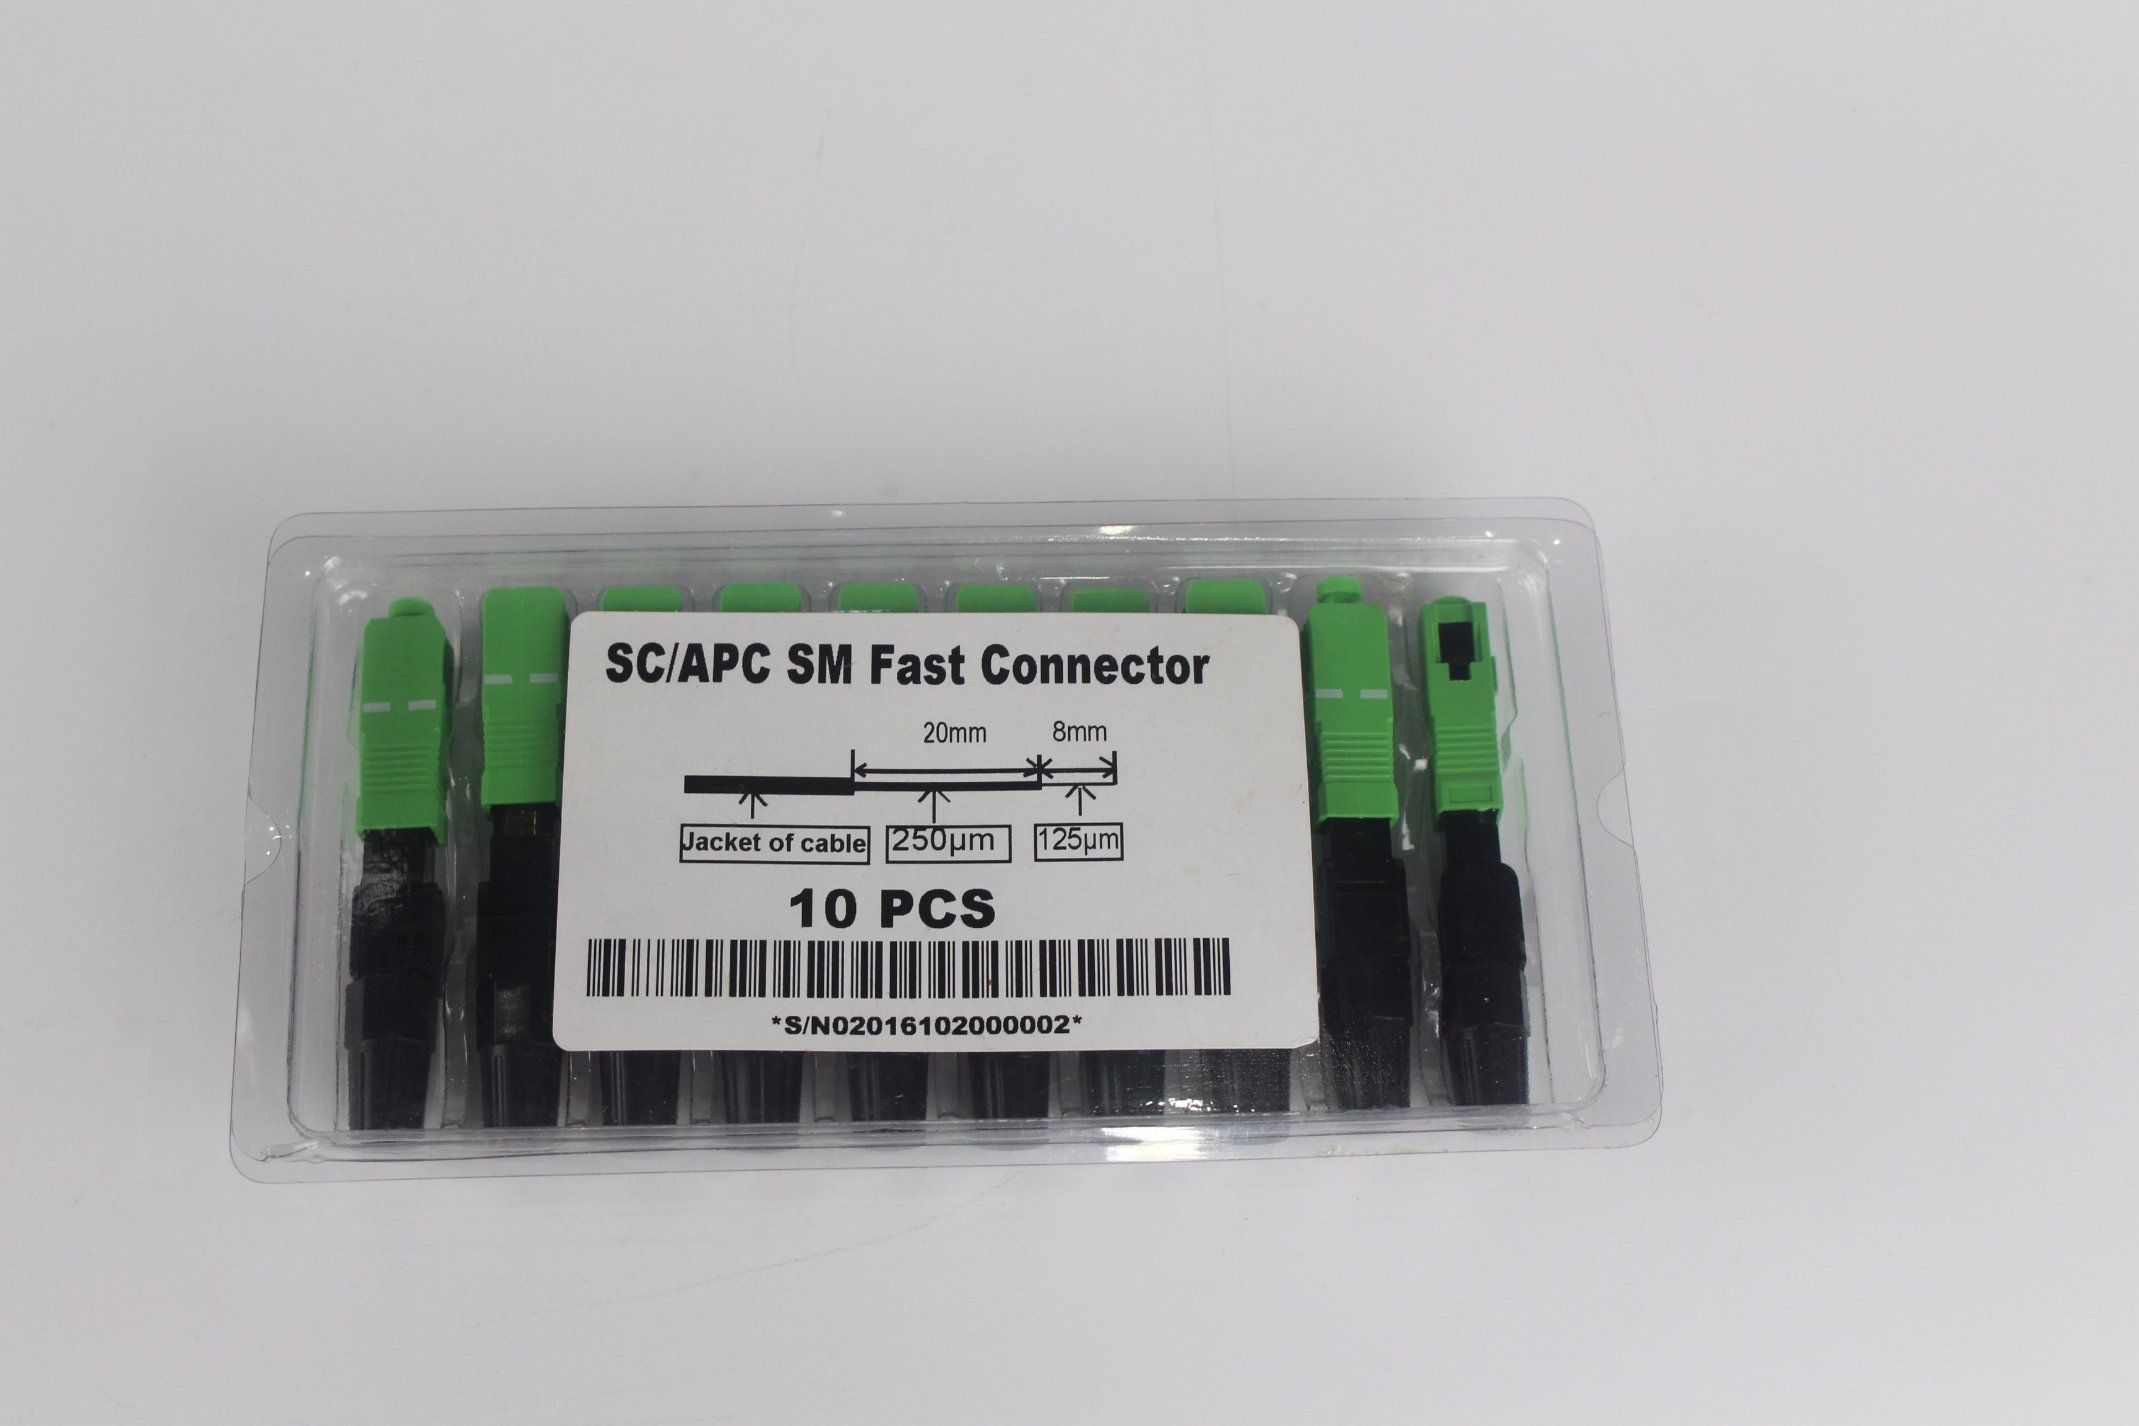 SC/APC SM Fast Connector
20mm 8mm
Jacket of cable 250μm 125μm
10 PCS
*S/N02016102000002*